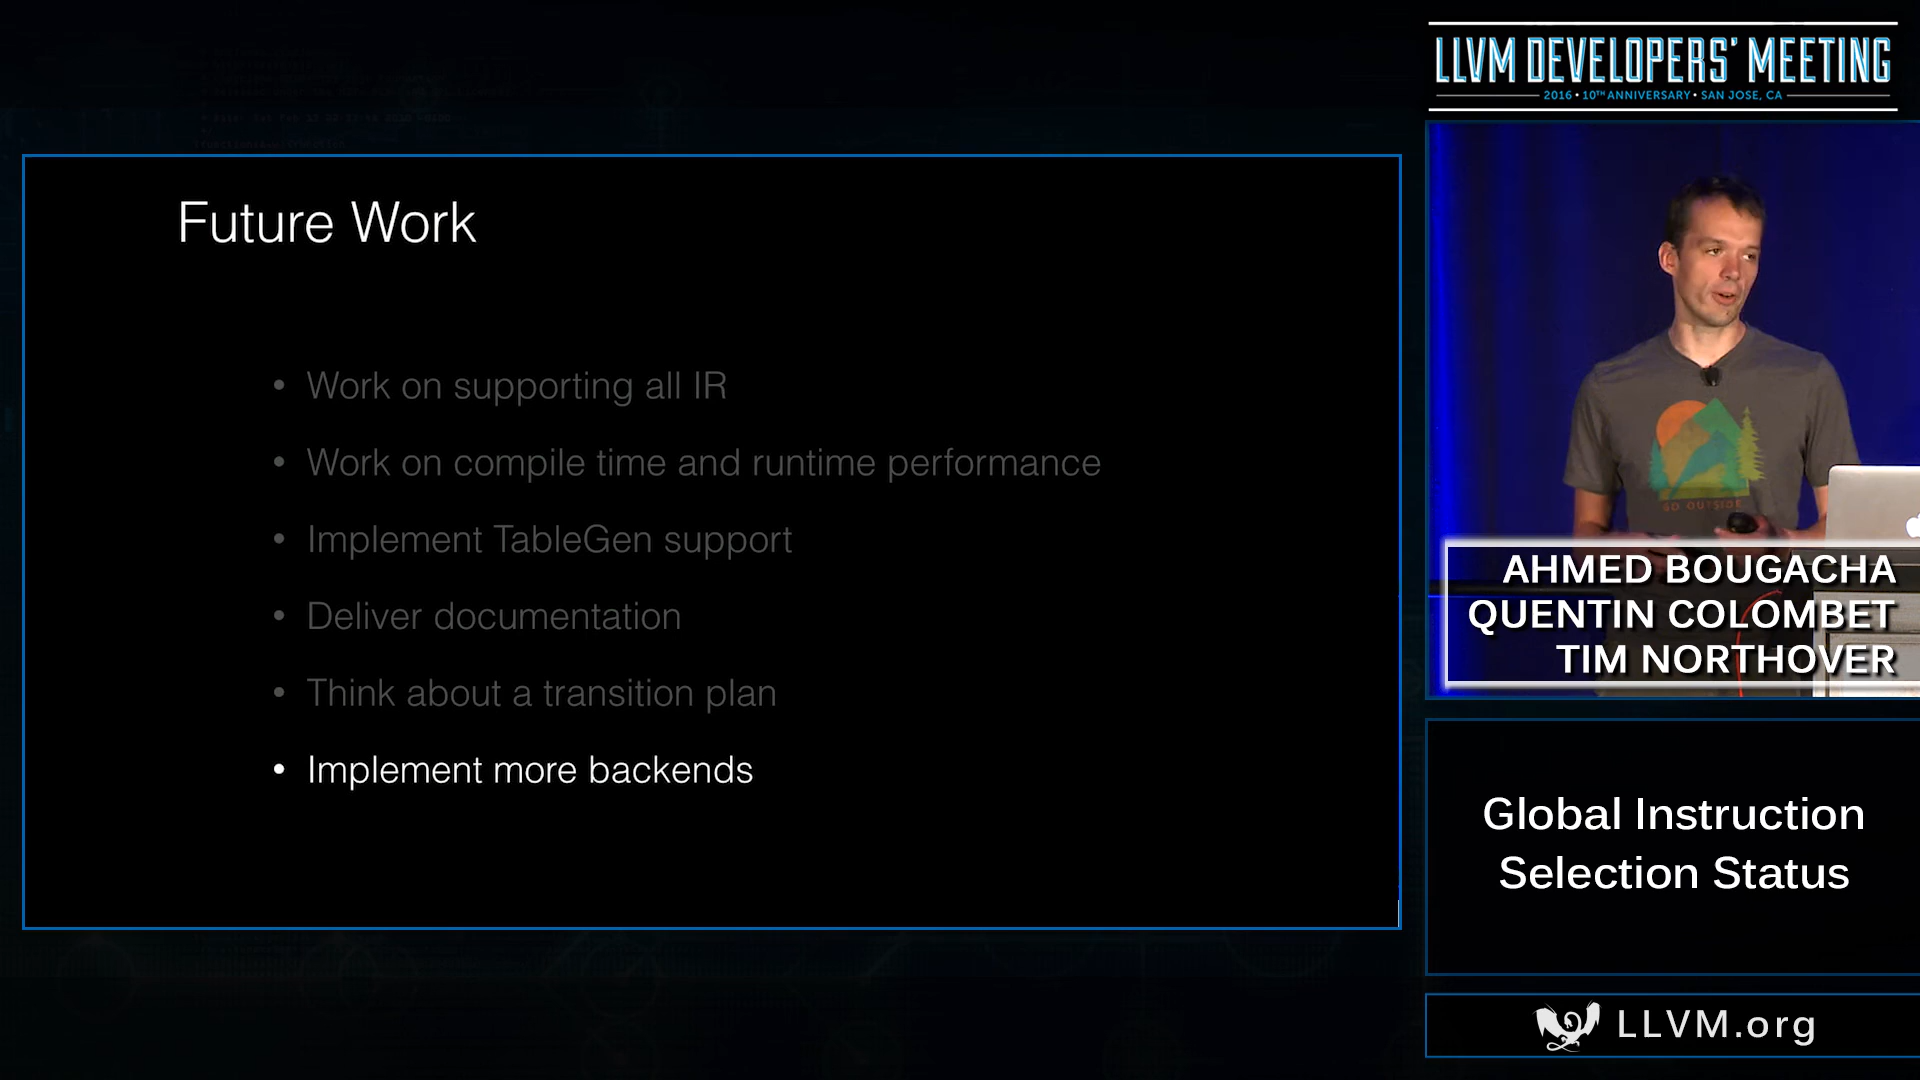 LLVM DEVELOPERS' MEETING
2016 • 10TH ANNIVERSARY • SAN JOSE, CA
Future Work
• Work on supporting all IR
• Work on compile time and runtime performance
• Implement TableGen support
• Deliver documentation
• Think about a transition plan
• Implement more backends
GO OUTSIDE
AHMED BOUGACHA
QUENTIN COLOMBET
TIM NORTHOVER
Global Instruction
Selection Status
LLVM.org